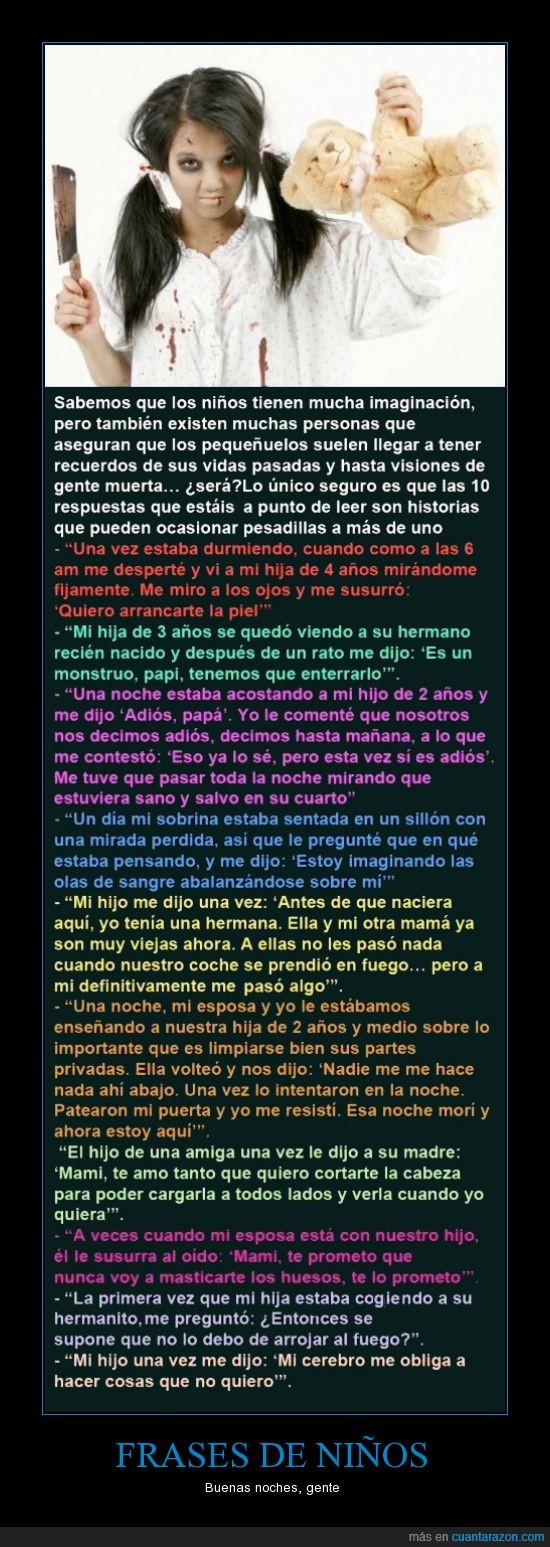 Sabemos que los niños tienen mucha imaginación,
pero también existen muchas personas que
aseguran que los pequeñuelos suelen llegar a tener
recuerdos de sus vidas pasadas y hasta visiones de
gente muerta... ¿será?Lo único seguro es que las 10
respuestas que estáis a punto de leer son historias
que pueden ocasionar pesadillas a más de uno
- “Una vez estaba durmiendo, cuando como a las 6
am me desperté y vi a mi hija de 4 años mirándome
fijamente. Me miro a los ojos y me susurró:
‘Quiero arrancarte la piel’”
- “Mi hija de 3 años se quedó viendo a su hermano
recién nacido y después de un rato me dijo: ‘Es un
monstruo, papi, tenemos que enterrarlo’”.
- “Una noche estaba acostando a mi hijo de 2 años y
me dijo ‘Adiós, papá’. Yo le comenté que nosotros
nos decimos adiós, decimos hasta mañana, a lo que
me contestó: ‘Eso ya lo sé, pero esta vez sí es adiós’.
Me tuve que pasar toda la noche mirando que
estuviera sano y salvo en su cuarto”
- “Un día mi sobrina estaba sentada en un sillón con
una mirada perdida, así que le pregunté que en qué
estaba pensando, y me dijo: ‘Estoy imaginando las
olas de sangre abalanzándose sobre mí’”
- “Mi hijo me dijo una vez: ‘Antes de que naciera
aquí, yo tenía una hermana. Ella y mi otra mamá ya
son muy viejas ahora. A ellas no les pasó nada
cuando nuestro coche se prendió en fuego... pero a
mi definitivamente me pasó algo’”.
- “Una noche, mi esposa y yo le estábamos
enseñando a nuestra hija de 2 años y medio sobre lo
importante que es limpiarse bien sus partes
privadas. Ella volteó y nos dijo: ‘Nadie me me hace
nada ahí abajo. Una vez lo intentaron en la noche.
Patearon mi puerta y yo me resistí. Esa noche morí y
ahora estoy aquí’”.
“El hijo de una amiga una vez le dijo a su madre:
‘Mami, te amo tanto que quiero cortarte la cabeza
para poder cargarla a todos lados y verla cuando yo
quiera’”.
- “A veces cuando mi esposa está con nuestro hijo,
él le susurra al oído: ‘Mami, te prometo que
nunca voy a masticarte los huesos, te lo prometo’”.
- “La primera vez que mi hija estaba cogiendo a su
hermanito, me preguntó: ¿Entonces se
supone que no lo debo de arrojar al fuego?”.
- “Mi hijo una vez me dijo: ‘Mi cerebro me obliga a
hacer cosas que no quiero’”.
FRASES DE NIÑOS
Buenas noches, gente
más en cuantarazon.com